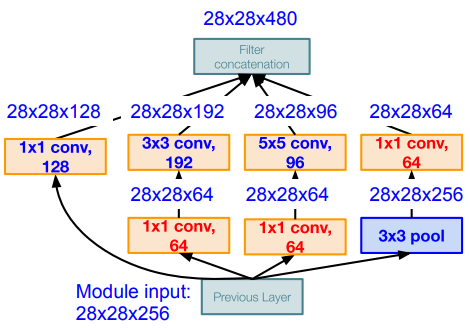 28x28x480
Filter
concatenation
28x28x128
28x28x192
28x28x96
28x28x64
1x1 conv,
128
3x3 conv,
192
5x5 conv,
96
1x1 conv,
64
28x28x64
28x28x64
28x28x256
1x1 conv,
64
1x1 conv,
64
3x3 pool
Module input:
28x28x256
Previous Layer